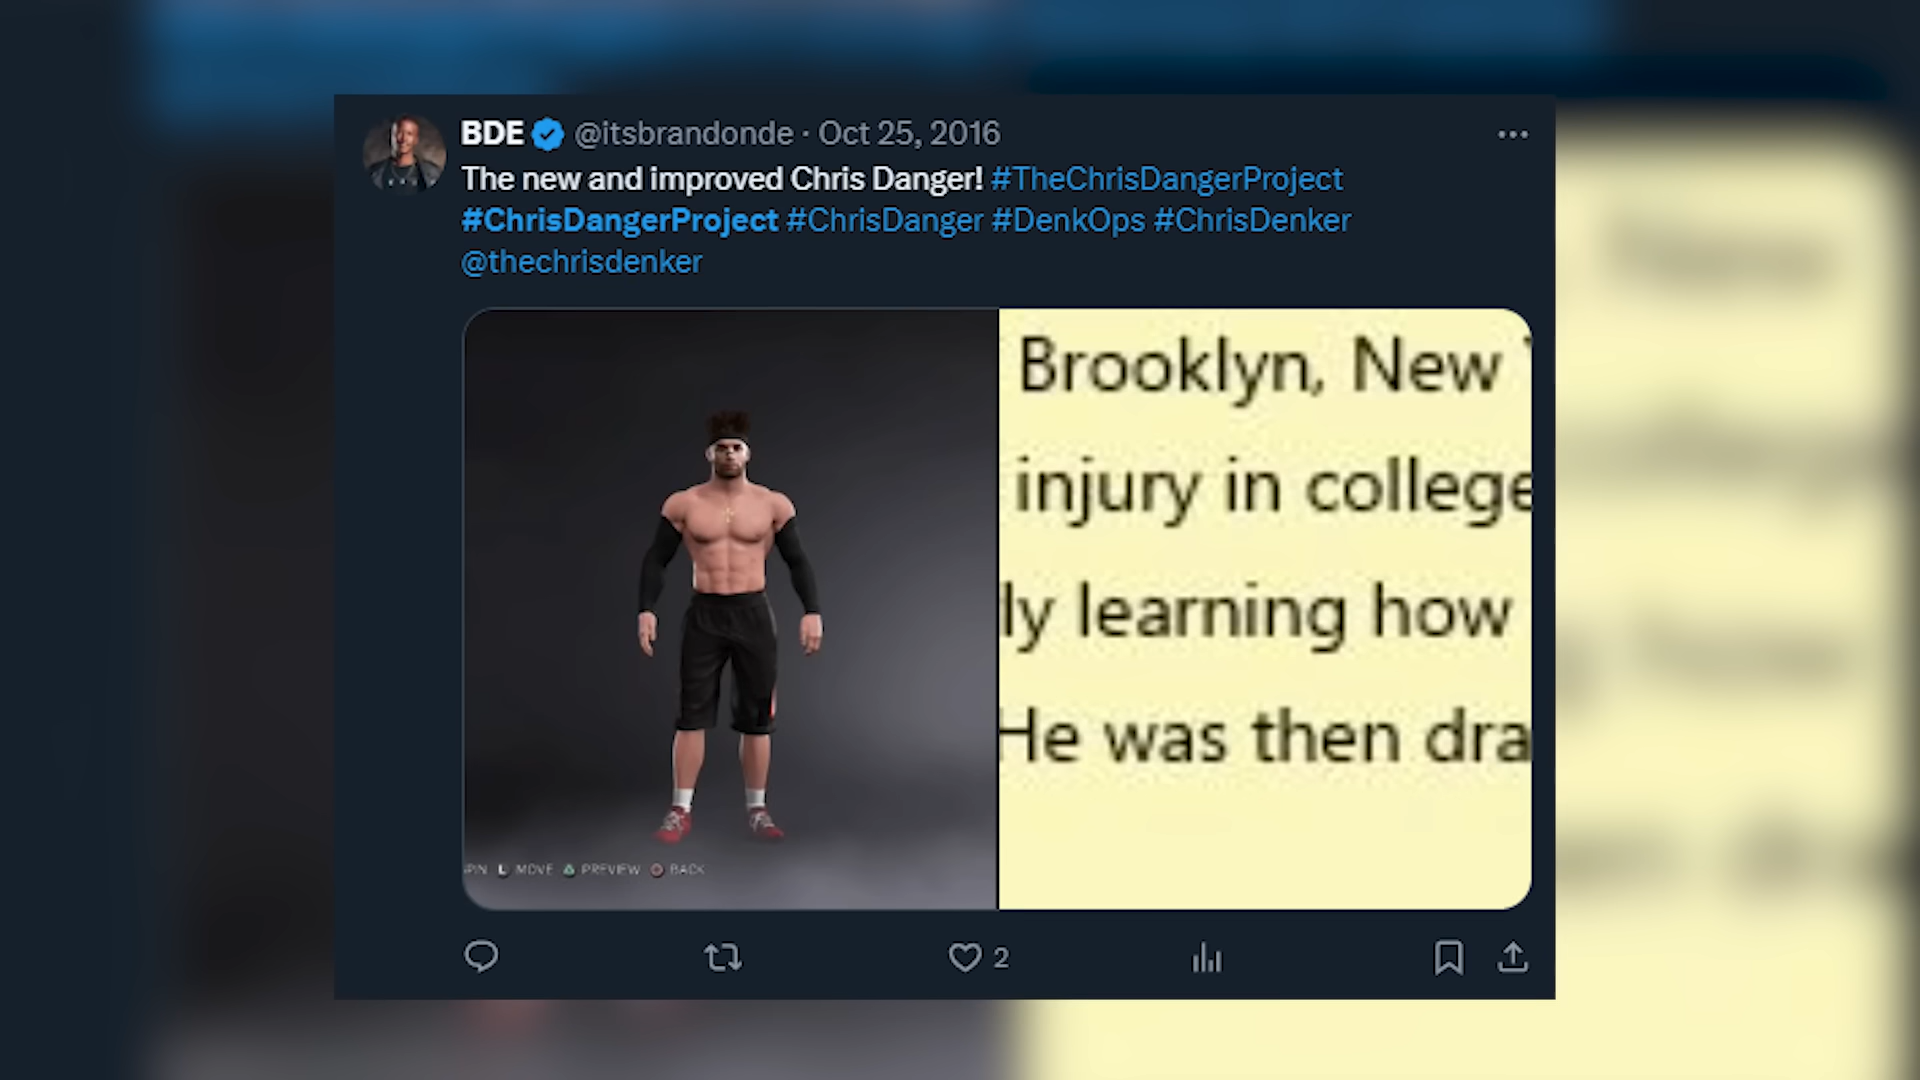 BDE @itsbrandonde · Oct 25, 2016
The new and improved Chris Danger! #TheChrisDangerProject
#ChrisDangerProject #ChrisDanger #DenkOps #ChrisDenker
@thechrisdenker
Brooklyn, New
injury in college
ly learning how
He was then dra
PIN L MOVE PREVIEW BACK
2